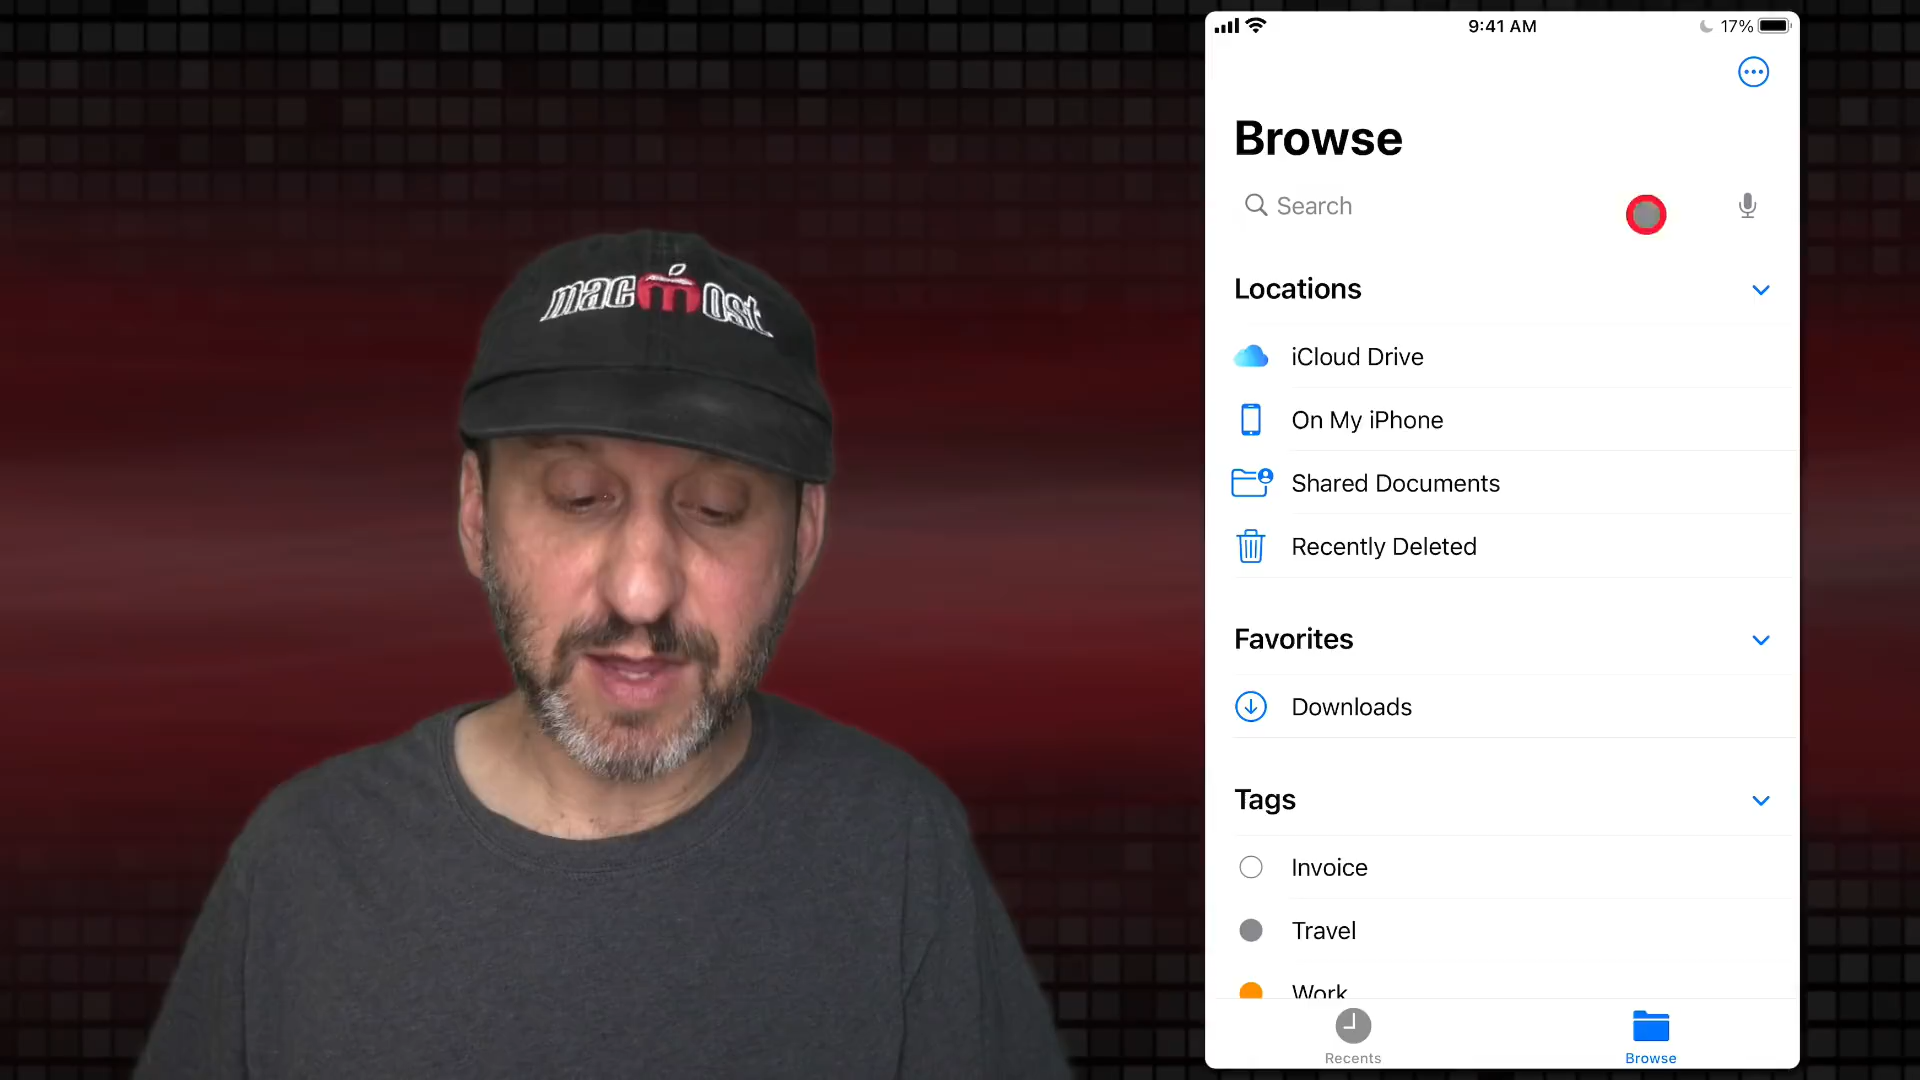 macmost
9:41 AM
17%
Browse
Search
Locations
iCloud Drive
On My iPhone
Shared Documents
Recently Deleted
Favorites
Downloads
Tags
Invoice
Travel
Work
Recents
Browse